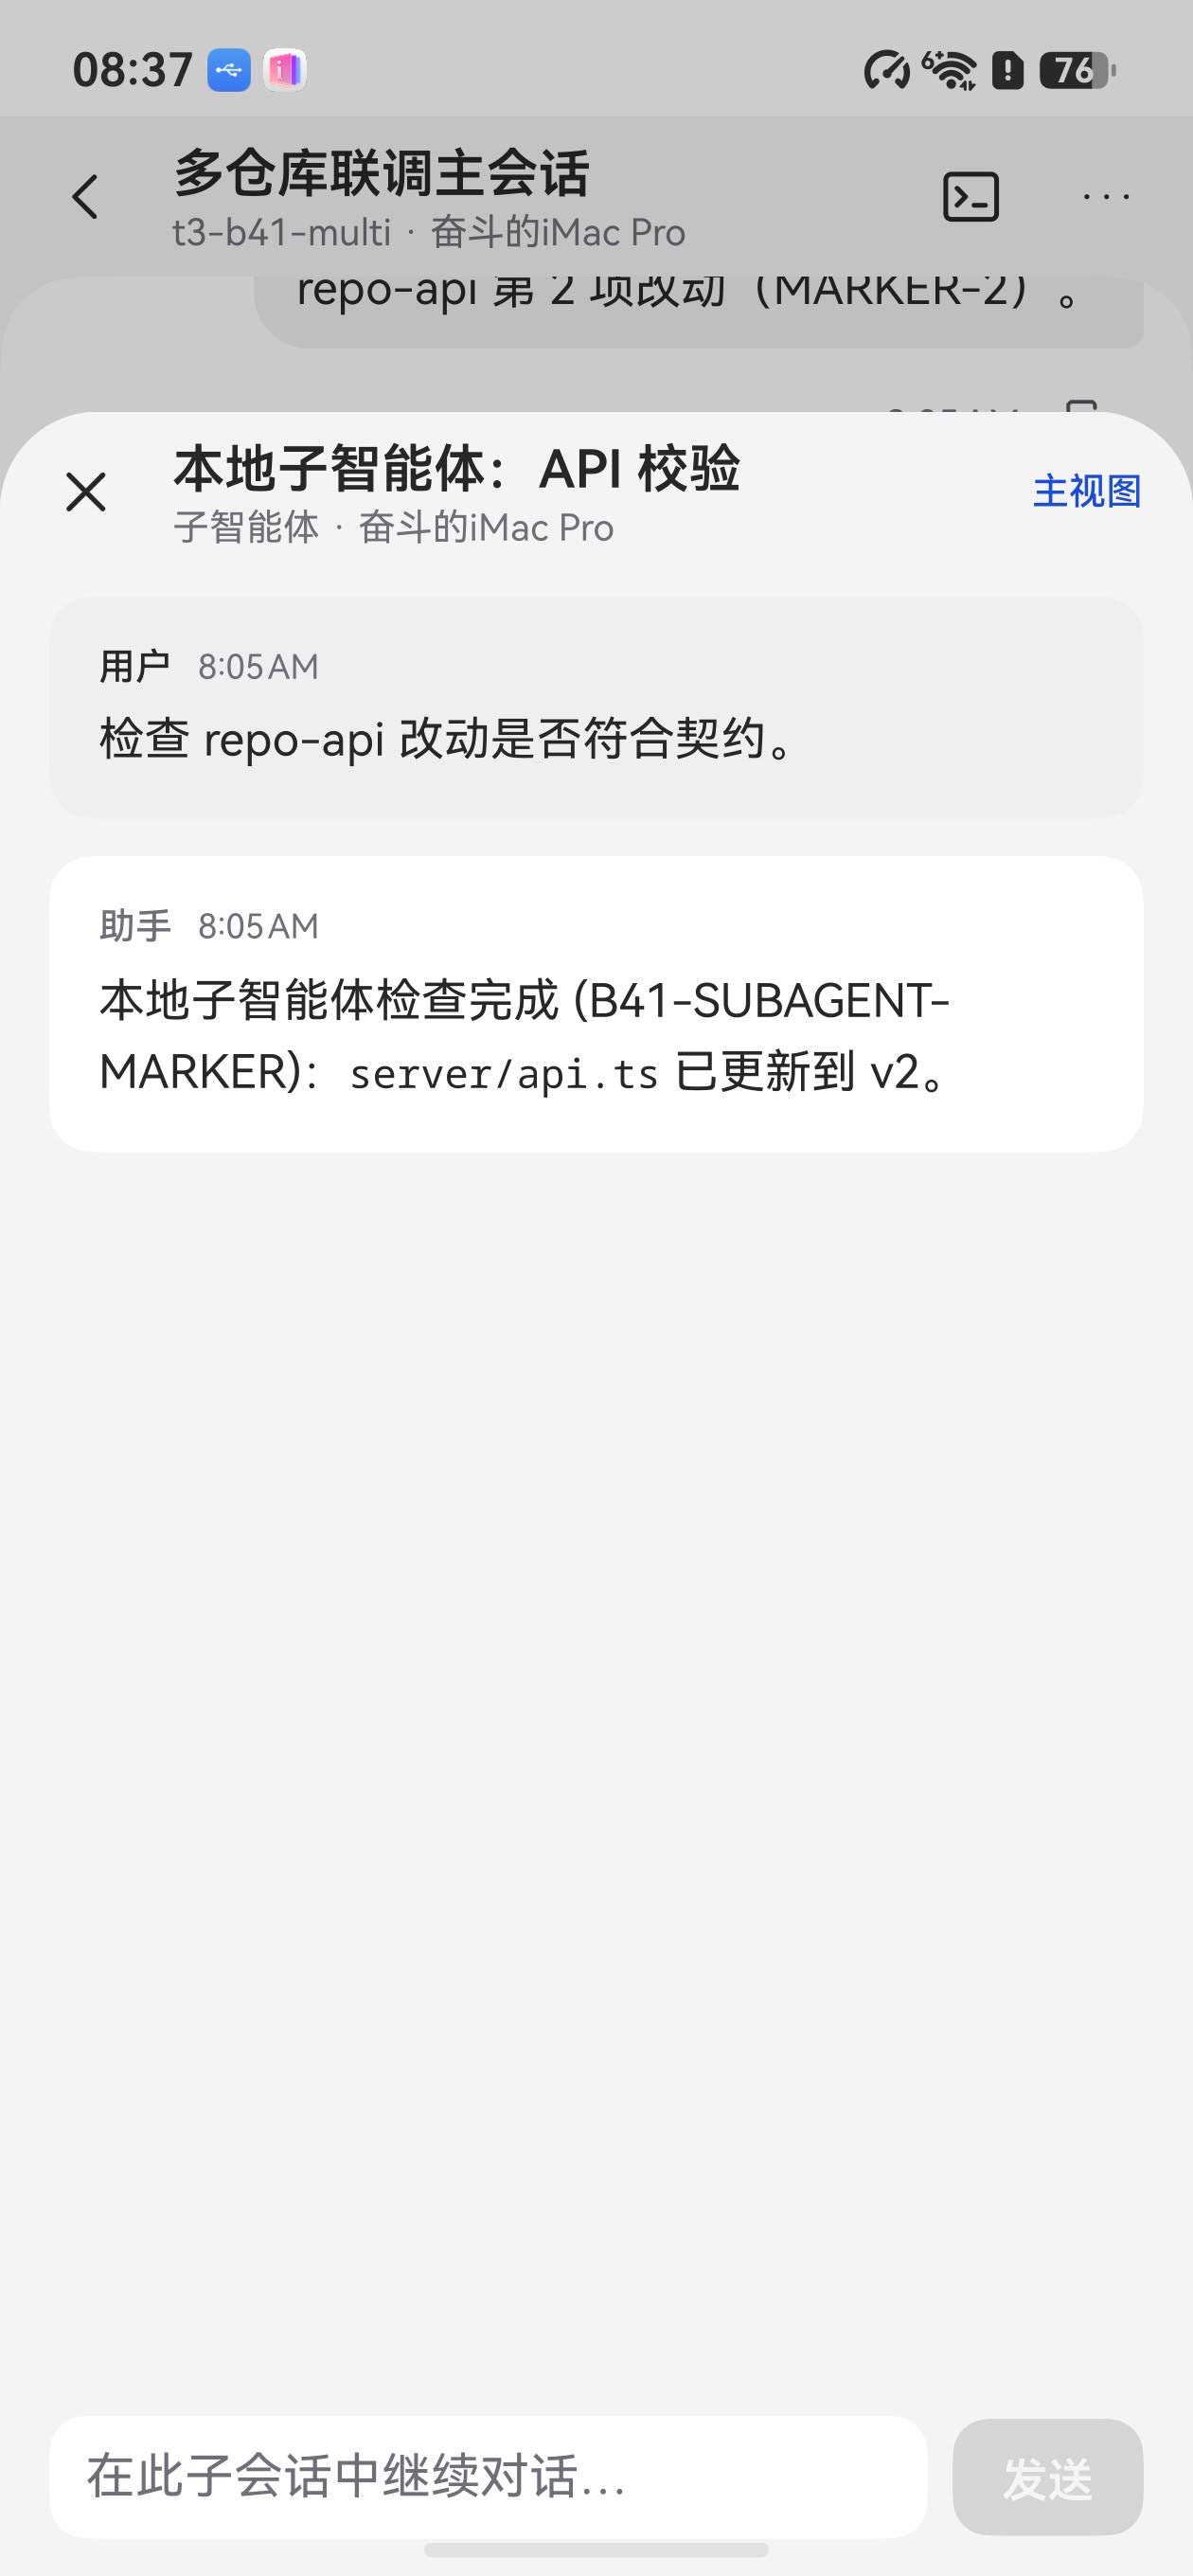 08:37
76
多仓库联调主会话
t3-b41-multi · 奋斗的iMac Pro
repo-api 第 2 项改动（MARKER-2）。
本地子智能体：API 校验
子智能体 · 奋斗的iMac Pro
主视图
用户 8:05 AM
检查 repo-api 改动是否符合契约。
助手 8:05 AM
本地子智能体检查完成 (B41-SUBAGENT-
MARKER)：server/api.ts 已更新到 v2。
在此子会话中继续对话...
发送